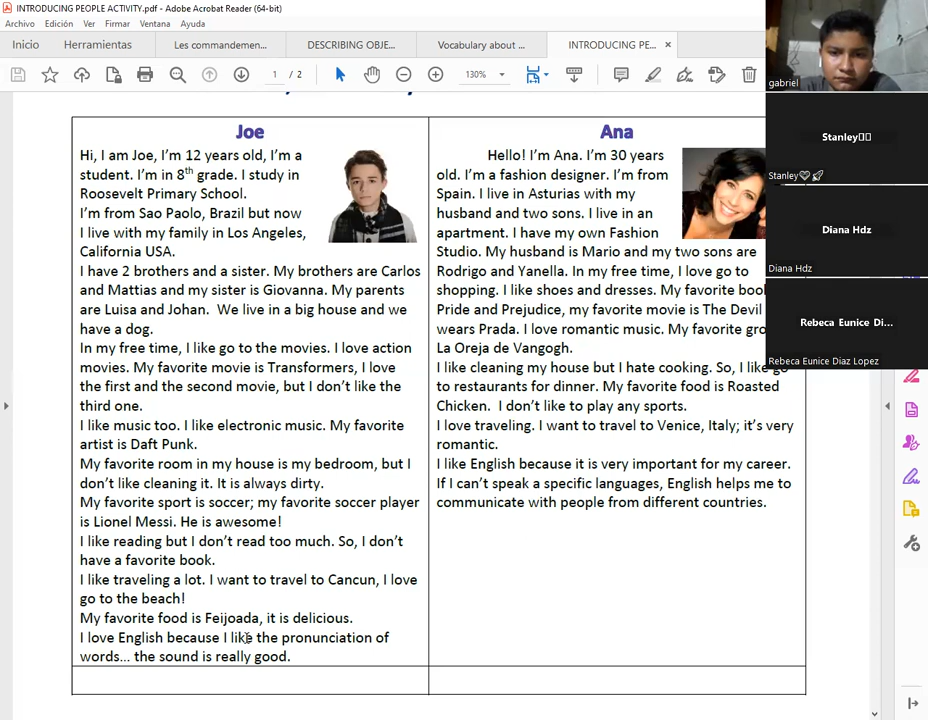 INTRODUCING PEOPLE ACTIVITY.pdf - Adobe Acrobat Reader (64-bit)
Archivo Edición Ver Firmar Ventana Ayuda
Inicio Herramientas Les commandemen... DESCRIBING OBJE... Vocabulary about ... INTRODUCING PE... ×
1 / 2 130%
Joe
Hi, I am Joe, I'm 12 years old, I'm a
student. I'm in 8th grade. I study in
Roosevelt Primary School.
I'm from Sao Paolo, Brazil but now
I live with my family in Los Angeles,
California USA.
I have 2 brothers and a sister. My brothers are Carlos
and Mattias and my sister is Giovanna. My parents
are Luisa and Johan. We live in a big house and we
have a dog.
In my free time, I like go to the movies. I love action
movies. My favorite movie is Transformers, I love
the first and the second movie, but I don't like the
third one.
I like music too. I like electronic music. My favorite
artist is Daft Punk.
My favorite room in my house is my bedroom, but I
don't like cleaning it. It is always dirty.
My favorite sport is soccer; my favorite soccer player
is Lionel Messi. He is awesome!
I like reading but I don't read too much. So, I don't
have a favorite book.
I like traveling a lot. I want to travel to Cancun, I love
go to the beach!
My favorite food is Feijoada, it is delicious.
I love English because I like the pronunciation of
words... the sound is really good.
Ana
Hello! I'm Ana. I'm 30 years
old. I'm a fashion designer. I'm from
Spain. I live in Asturias with my
husband and two sons. I live in an
apartment. I have my own Fashion
Studio. My husband is Mario and my two sons are
Rodrigo and Yanella. In my free time, I love go to
shopping. I like shoes and dresses. My favorite boo
Pride and Prejudice, my favorite movie is The Devil
wears Prada. I love romantic music. My favorite gro
La Oreja de Vangogh.
I like cleaning my house but I hate cooking. So, I like go
to restaurants for dinner. My favorite food is Roasted
Chicken. I don't like to play any sports.
I love traveling. I want to travel to Venice, Italy; it's very
romantic.
I like English because it is very important for my career.
If I can't speak a specific languages, English helps me to
communicate with people from different countries.
gabriel
Stanley
Stanley
Diana Hdz
Diana Hdz
Rebeca Eunice Di...
Rebeca Eunice Diaz Lopez